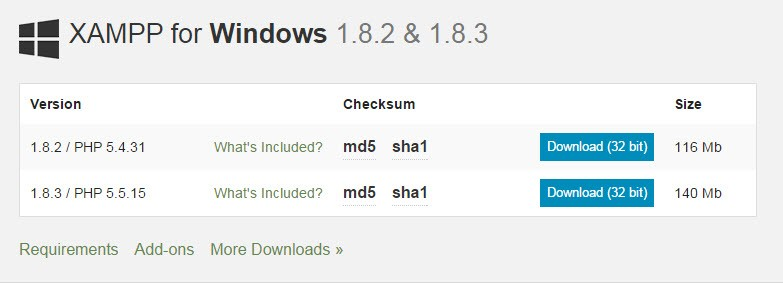 XAMPP for Windows 1.8.2 & 1.8.3
Version Checksum Size
1.8.2 / PHP 5.4.31 What's Included? md5 sha1 Download (32 bit) 116 Mb
1.8.3 / PHP 5.5.15 What's Included? md5 sha1 Download (32 bit) 140 Mb
Requirements Add-ons More Downloads »